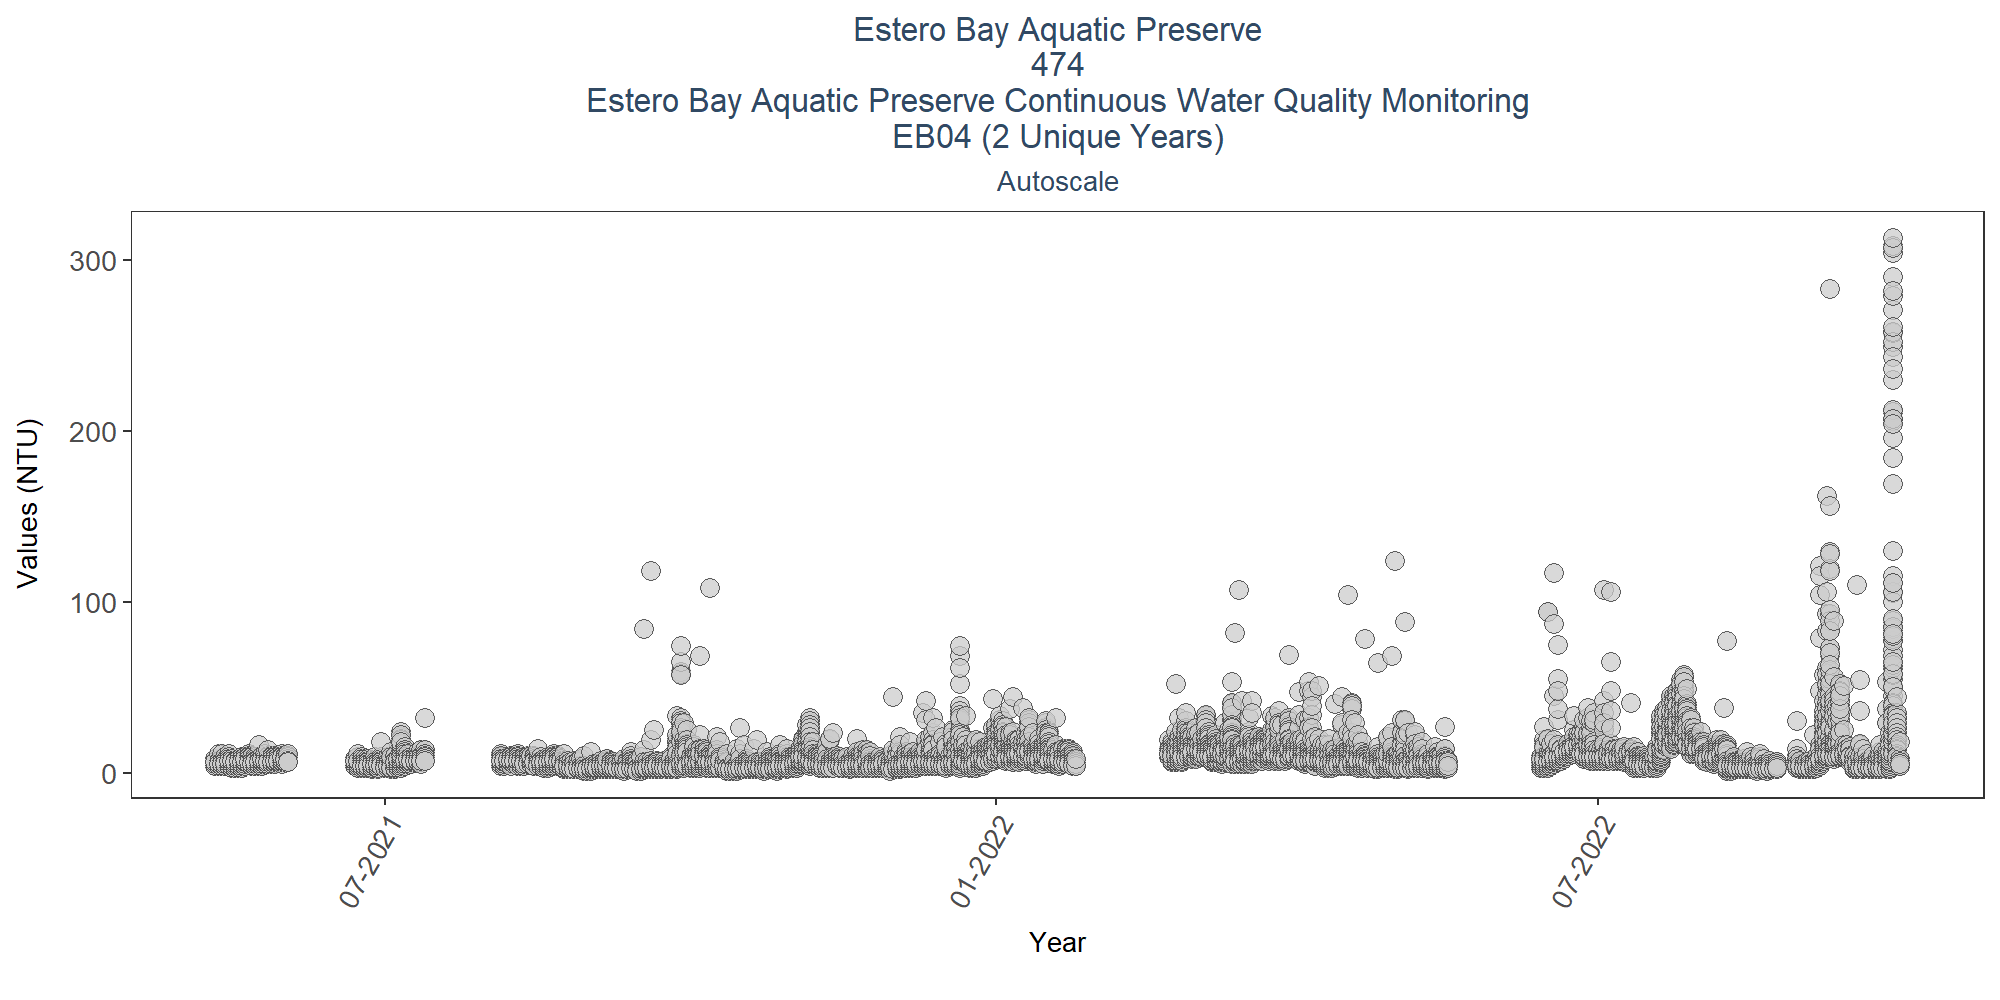 Estero Bay Aquatic Preserve
474
Estero Bay Aquatic Preserve Continuous Water Quality Monitoring
EB04 (2 Unique Years)
Autoscale
Values (NTU)
300
200
100
0
07-2021
01-2022
07-2022
Year